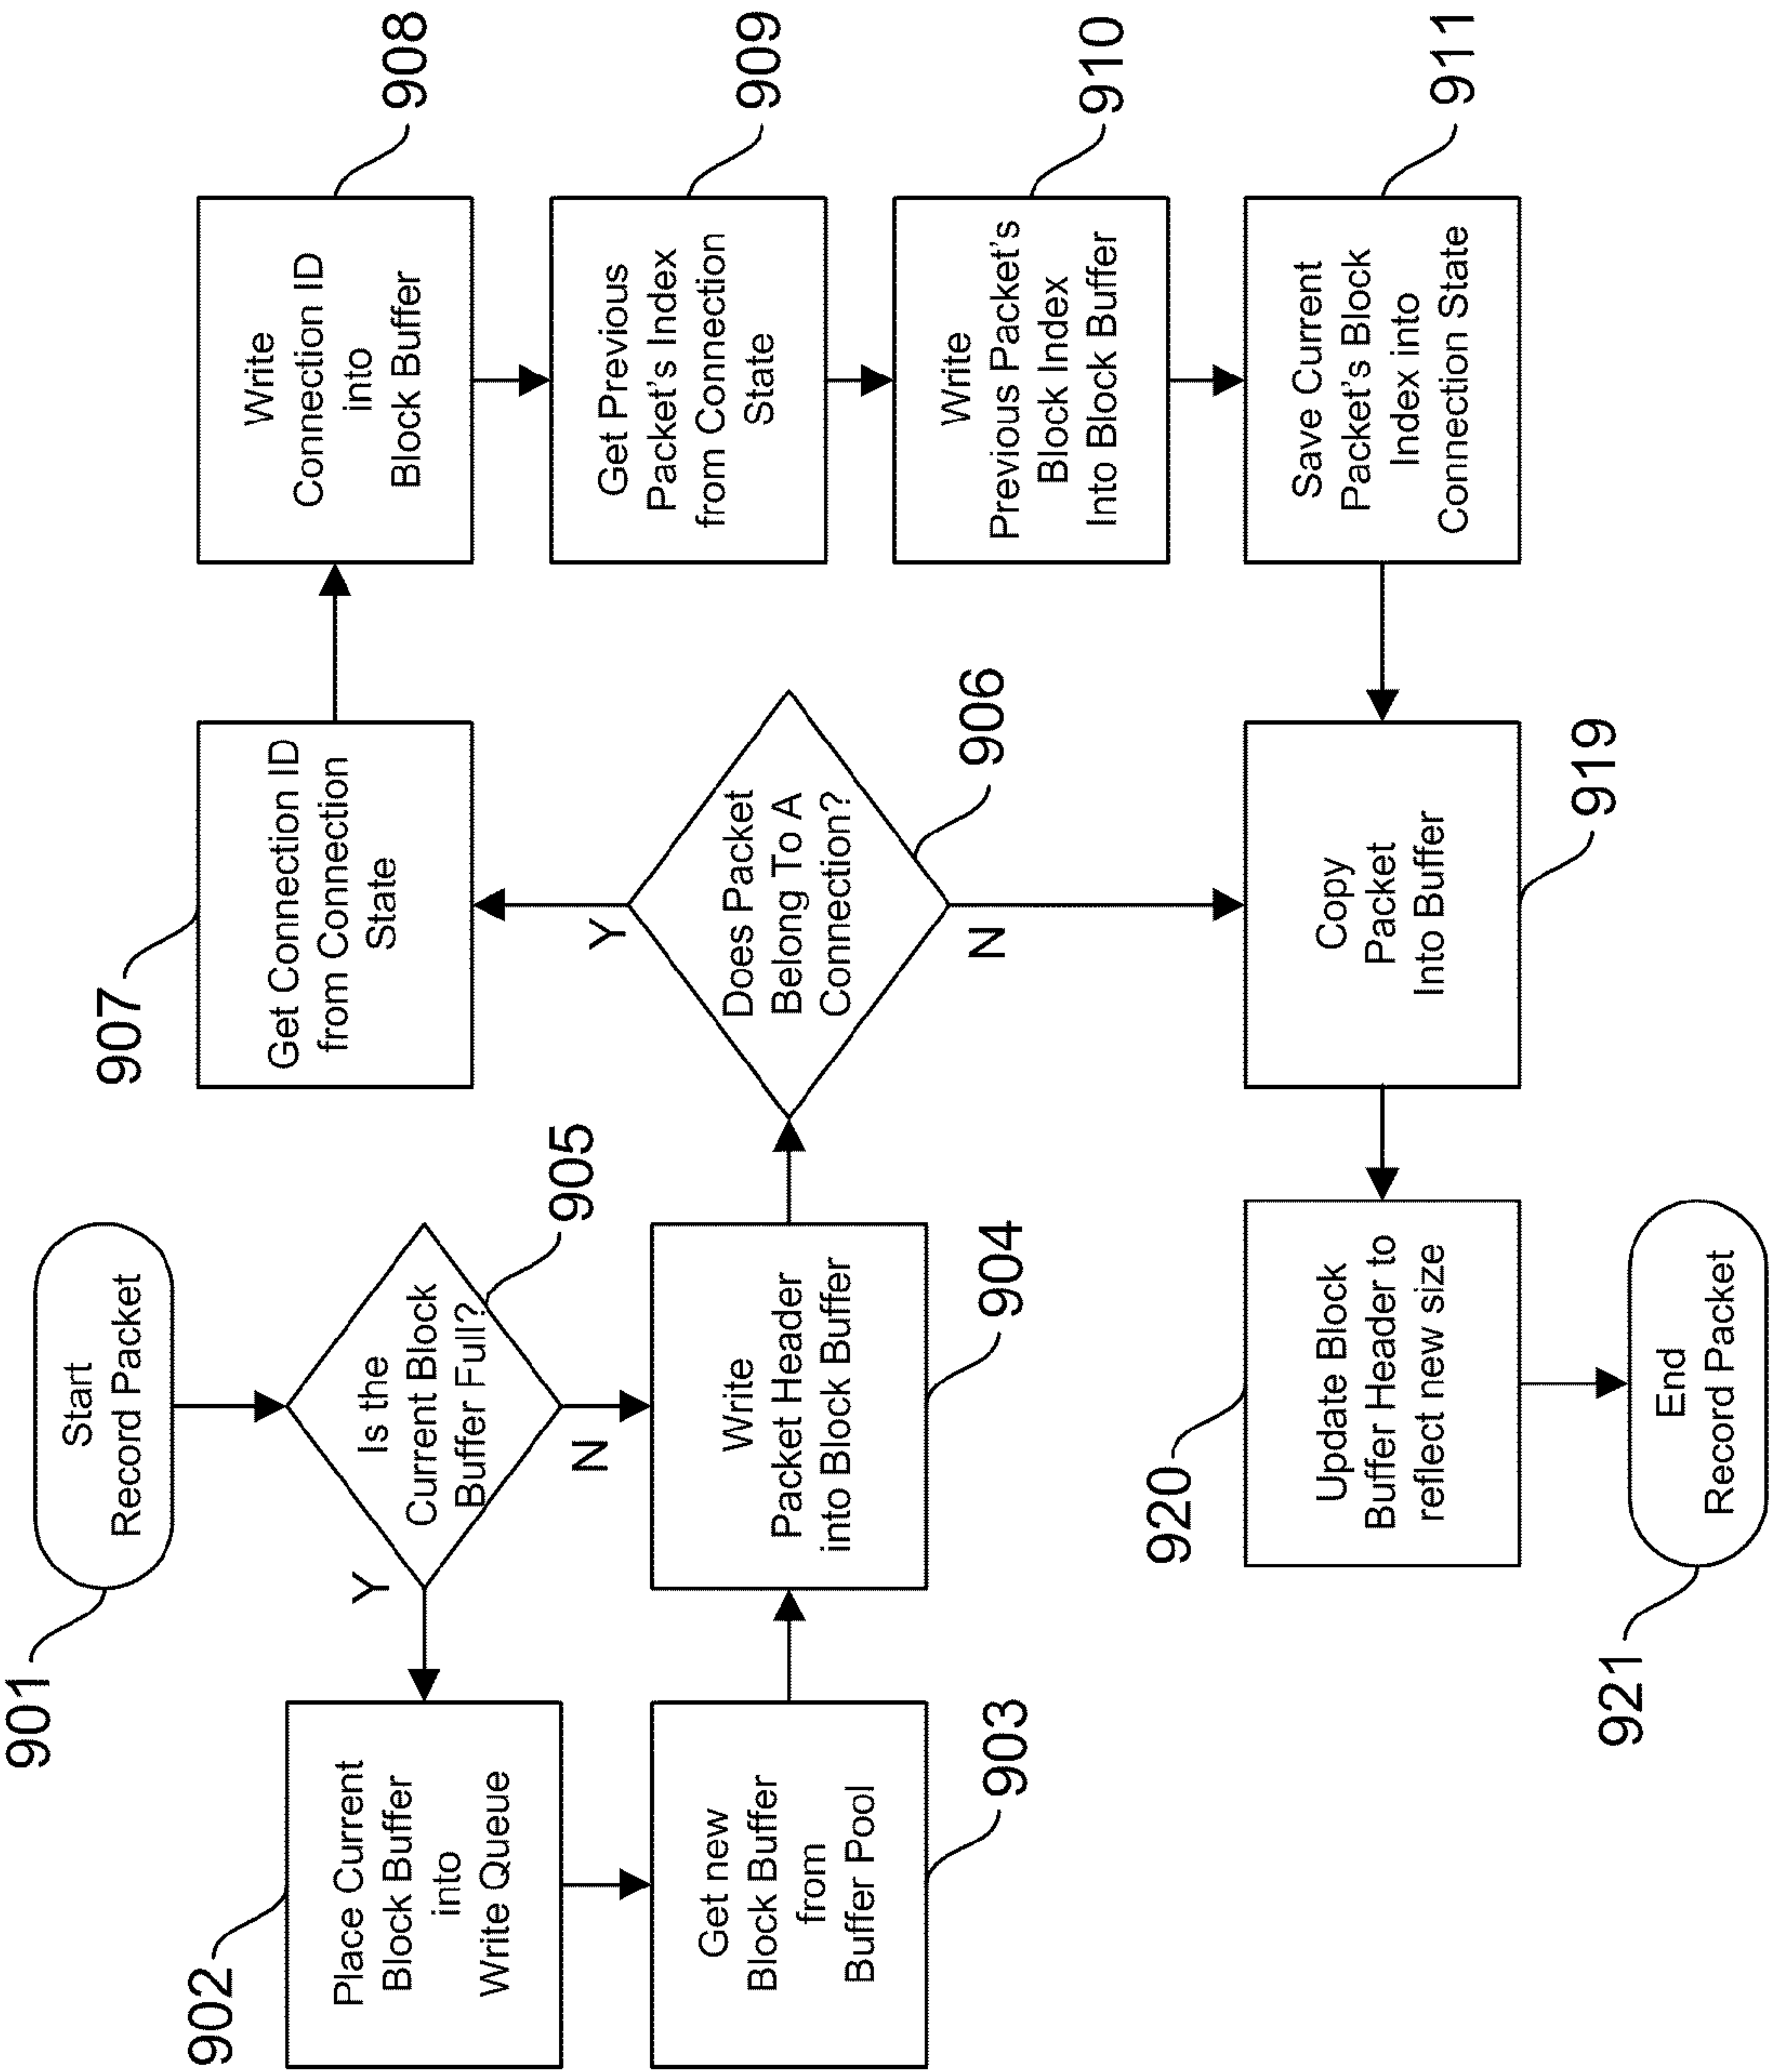 901
Start
Record Packet
Is the
Current Block
Buffer Full?
905
Y
N
902
Place Current
Block Buffer
into
Write Queue
903
Get new
Block Buffer
from
Buffer Pool
904
Write
Packet Header
into Block Buffer
906
Does Packet
Belong To A
Connection?
Y
N
907
Get Connection ID
from Connection
State
908
Write
Connection ID
into
Block Buffer
909
Get Previous
Packet's Index
from Connection
State
910
Write
Previous Packet's
Block Index
Into Block Buffer
911
Save Current
Packet's Block
Index into
Connection State
919
Copy
Packet
Into Buffer
920
Update Block
Buffer Header to
reflect new size
921
End
Record Packet